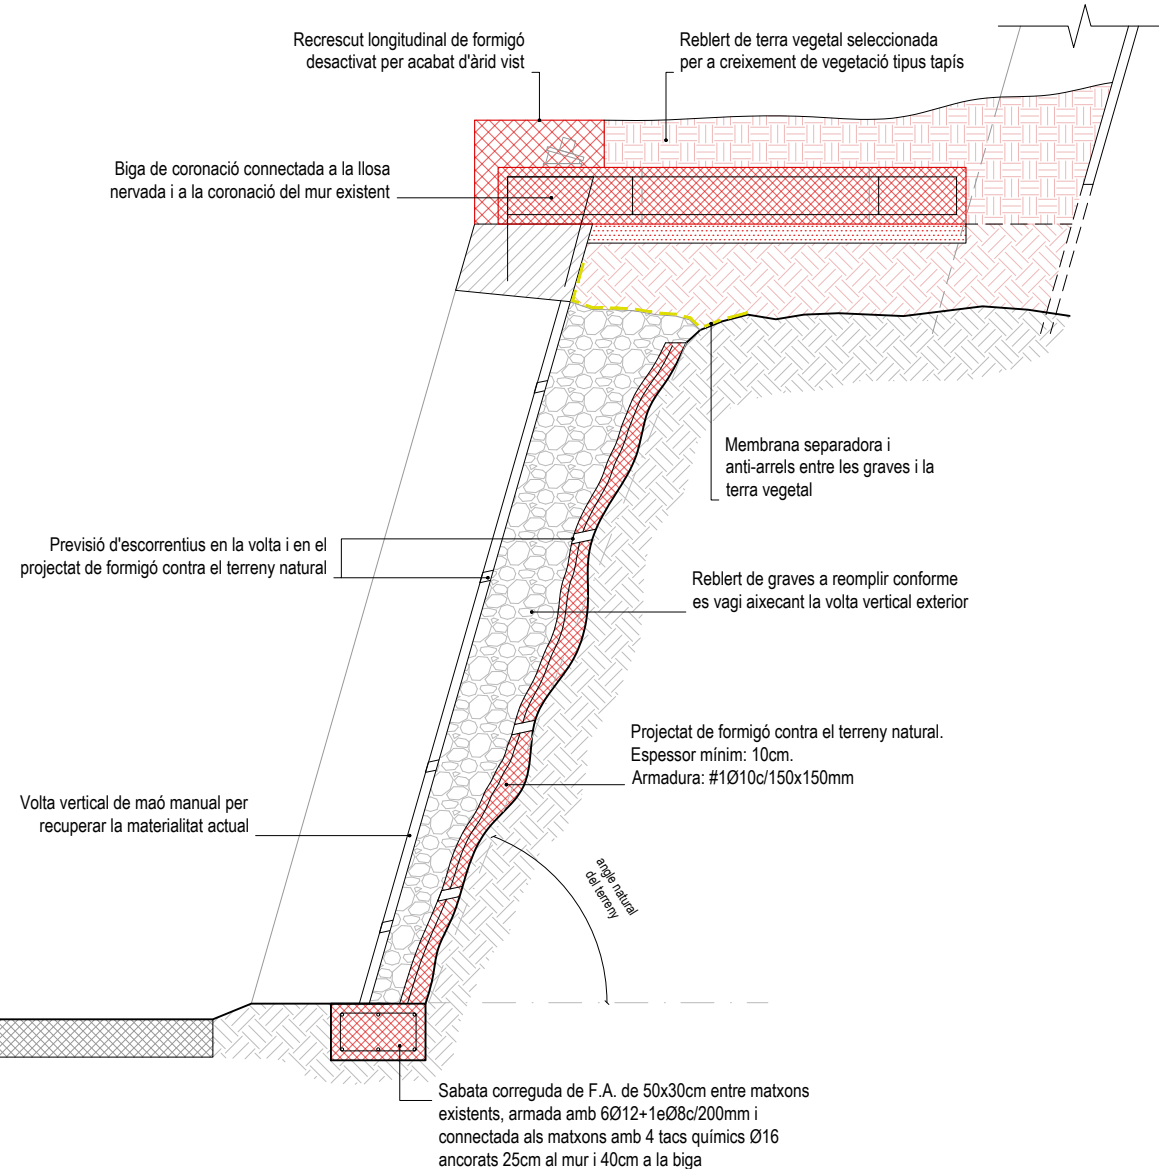 Recrescut longitudinal de formigó
desactivat per acabat d'àrid vist
Reblert de terra vegetal seleccionada
per a creixement de vegetació tipus tapís
Biga de coronació connectada a la llosa
nervada i a la coronació del mur existent
Membrana separadora i
anti-arrels entre les graves i la
terra vegetal
Previsió d'escorrentius en la volta i en el
projectat de formigó contra el terreny natural
Reblert de graves a reomplir conforme
es vagi aixecant la volta vertical exterior
Projectat de formigó contra el terreny natural.
Espessor mínim: 10cm.
Armadura: #1Ø10c/150x150mm
Volta vertical de maó manual per
recuperar la materialitat actual
angle natural
del terreny
Sabata correguda de F.A. de 50x30cm entre matxons
existents, armada amb 6Ø12+1eØ8c/200mm i
connectada als matxons amb 4 tacs químics Ø16
ancorats 25cm al mur i 40cm a la biga